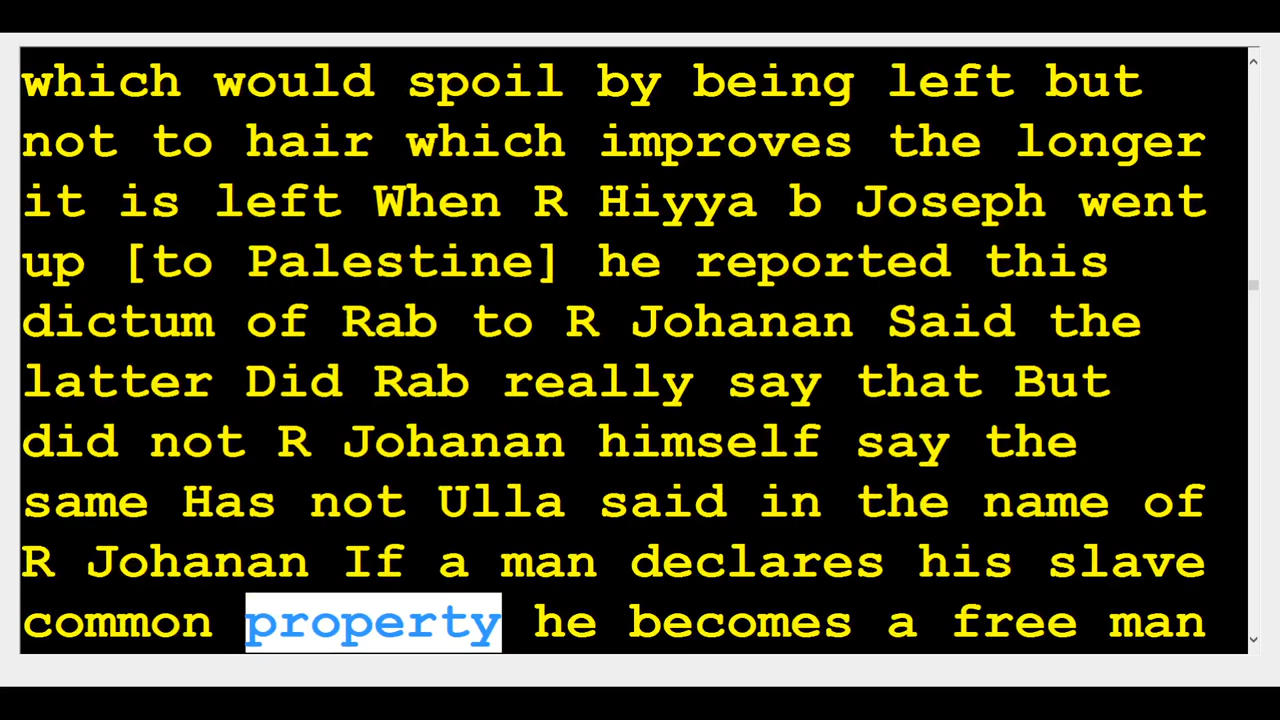 which would spoil by being left but
not to hair which improves the longer
it is left When R Hiyya b Joseph went
up [to Palestine] he reported this
dictum of Rab to R Johanan Said the
latter Did Rab really say that But
did not R Johanan himself say the
same Has not Ulla said in the name of
R Johanan If a man declares his slave
common property he becomes a free man